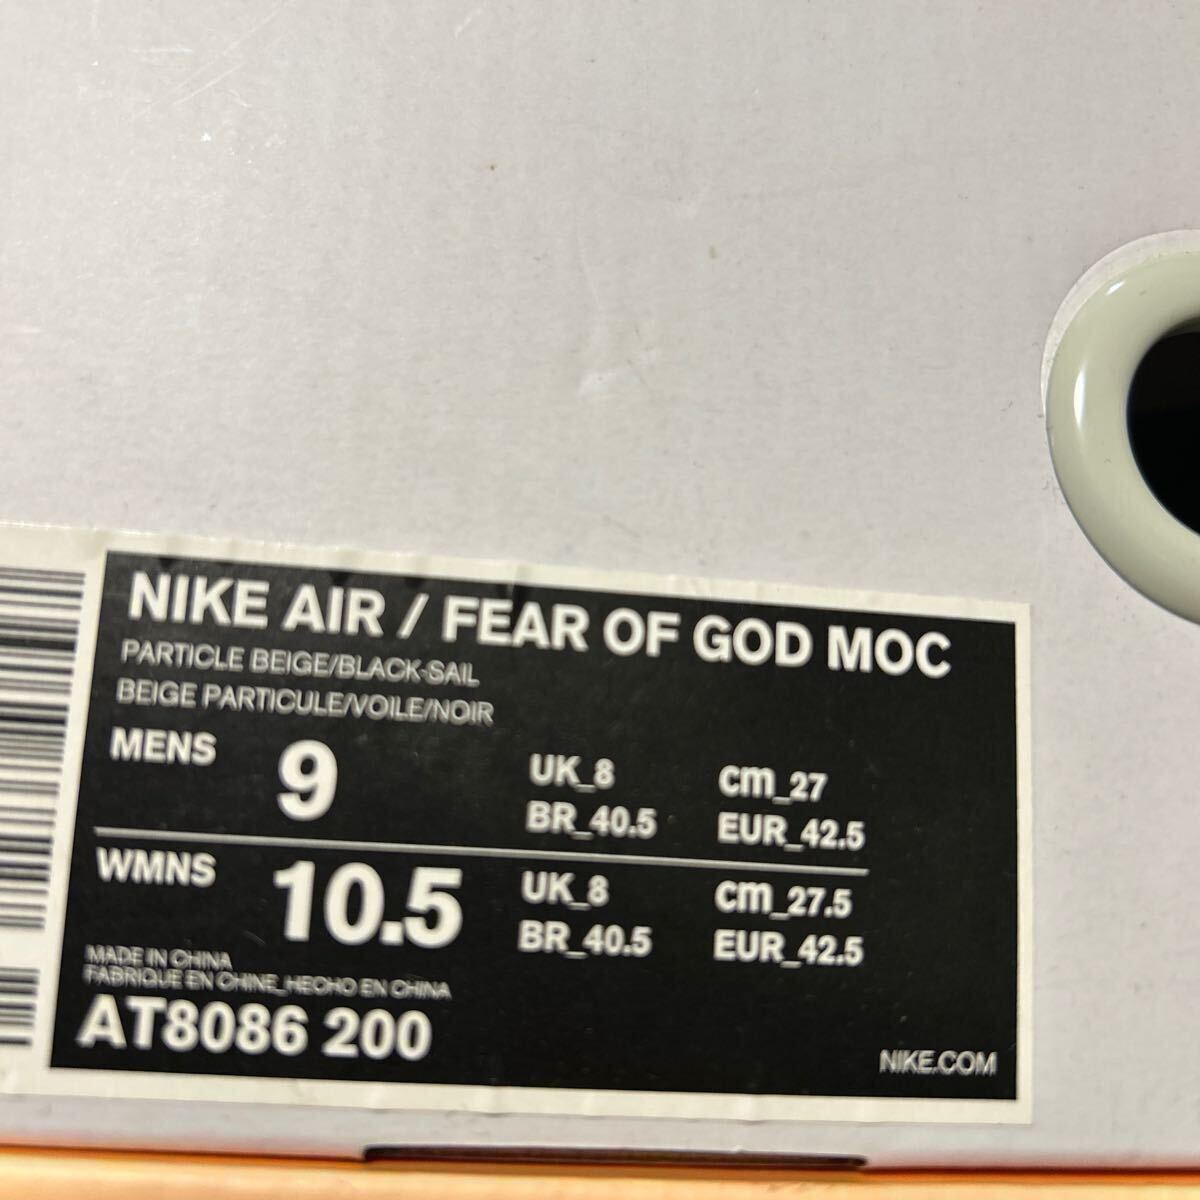 NIKE AIR / FEAR OF GOD MOC
PARTICLE BEIGE/BLACK-SAIL
BEIGE PARTICULE/VOILE/NOIR
MENS 9 UK_8 cm_27
BR_40.5 EUR_42.5
WMNS 10.5 UK_8 cm_27.5
BR_40.5 EUR_42.5
MADE IN CHINA
FABRIQUE EN CHINE_HECHO EN CHINA
AT8086 200
NIKE.COM